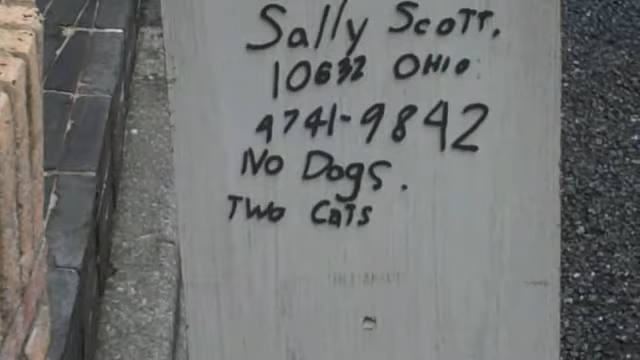 Sally Scott,
10632 Ohio
4741-9842
No Dogs.
Two Cats